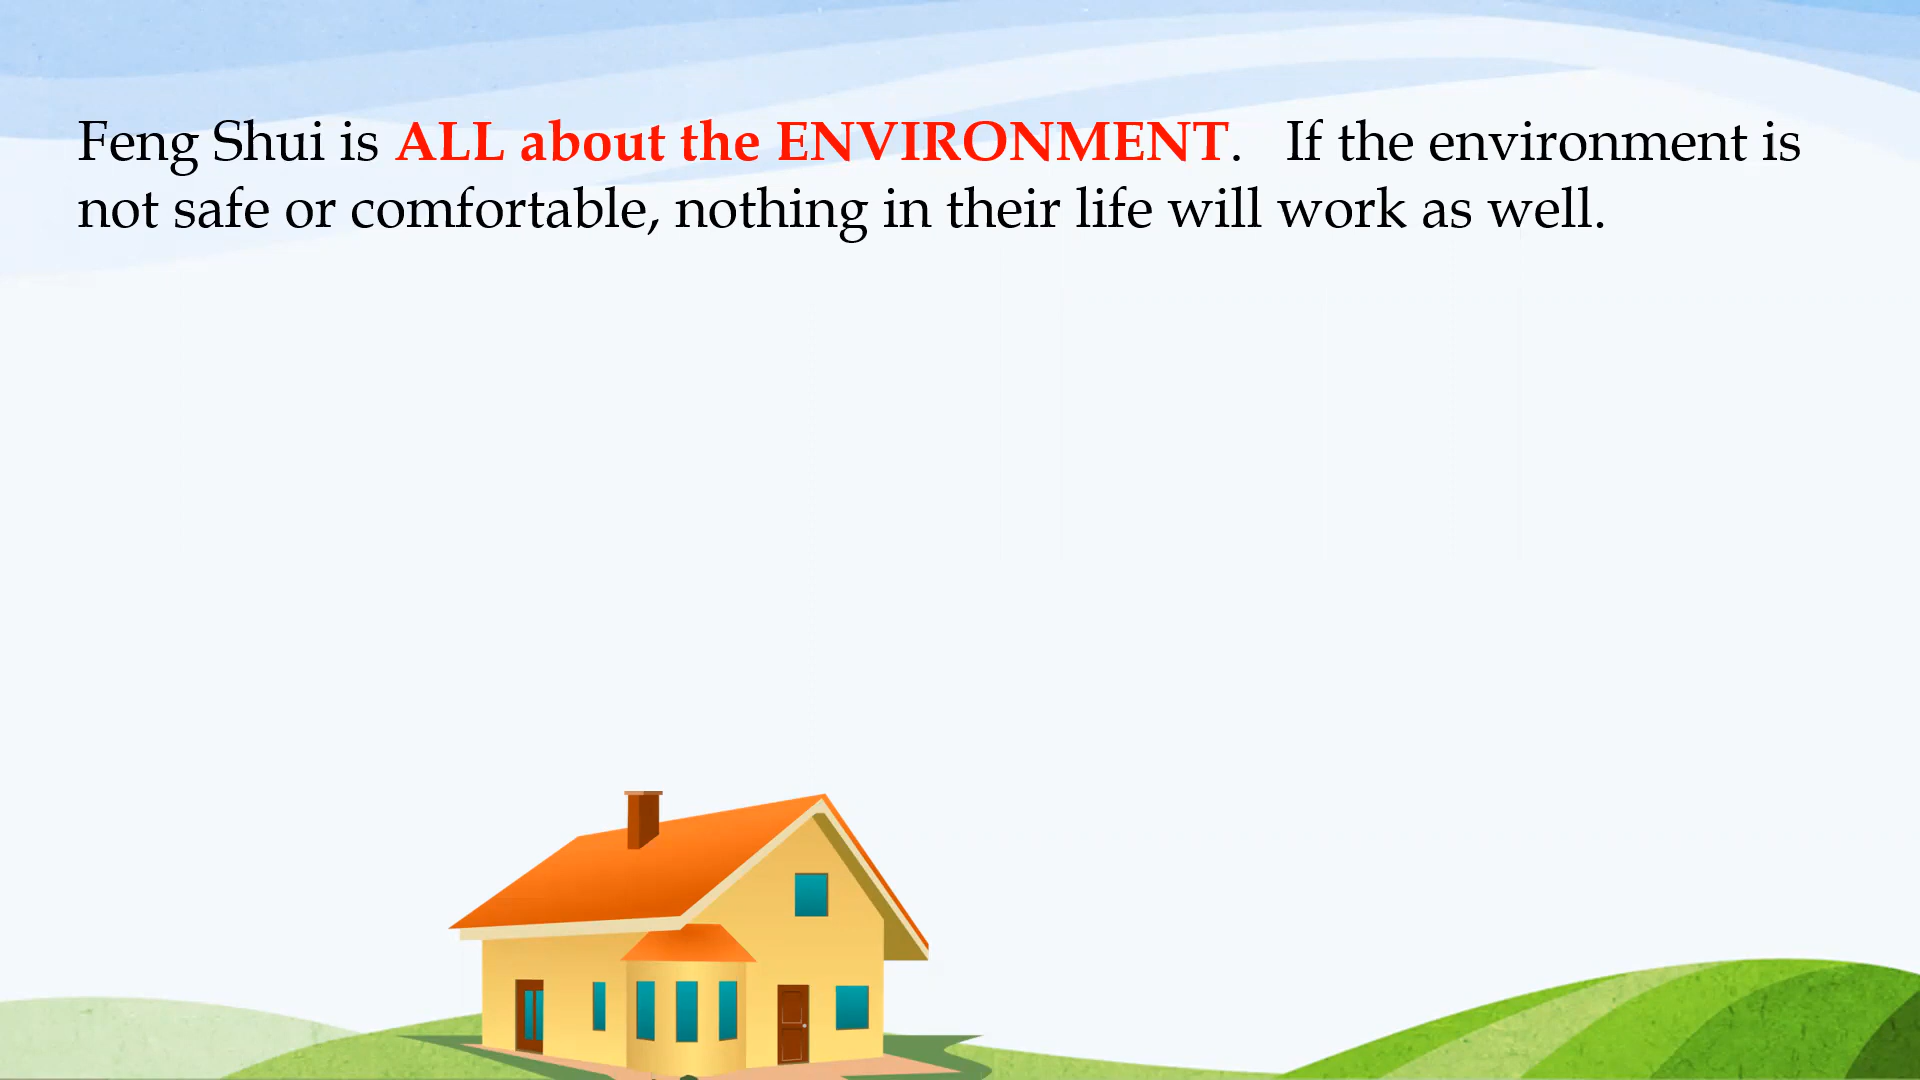 Feng Shui is ALL about the ENVIRONMENT.   If the environment is
not safe or comfortable, nothing in their life will work as well.